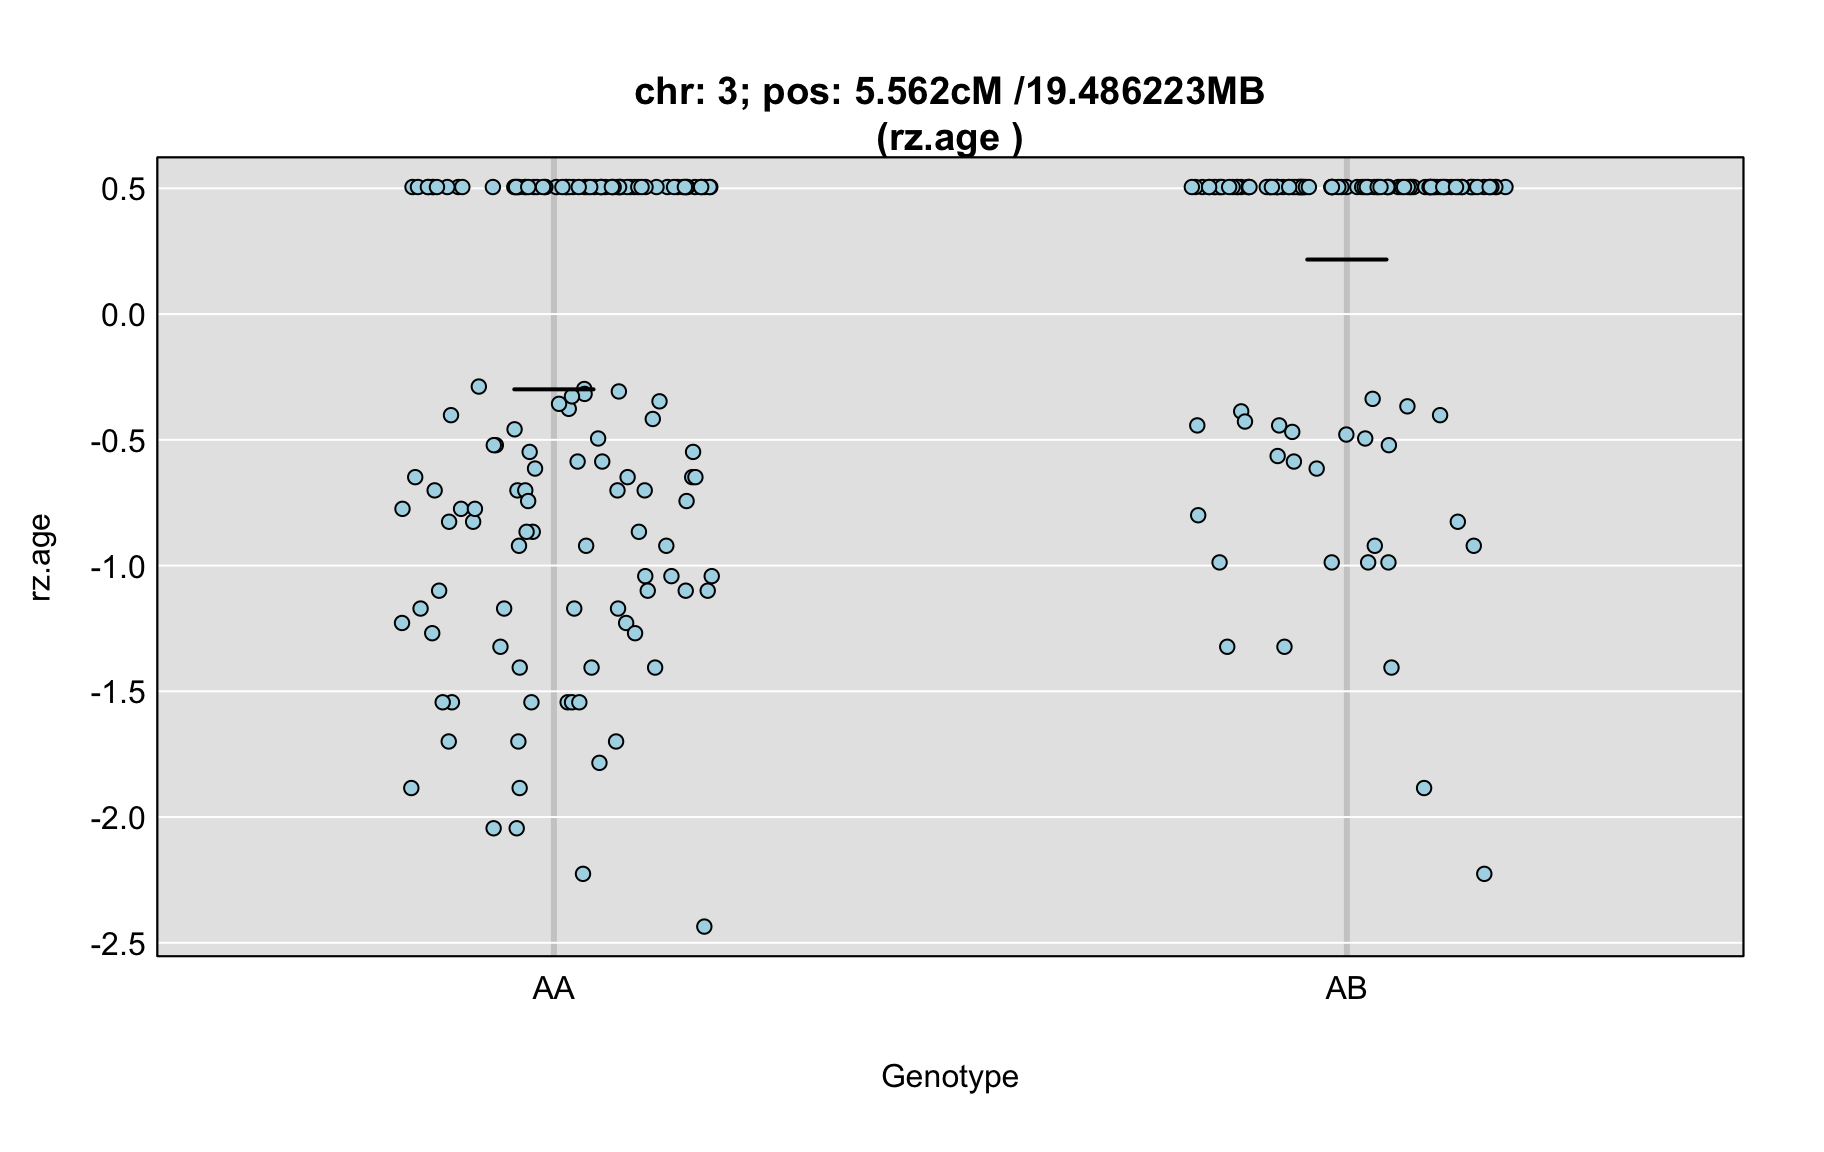 chr: 3; pos: 5.562cM /19.486223MB
(rz.age )
0.5
0.0
-0.5
-1.0
-1.5
-2.0
-2.5
rz.age
AA
AB
Genotype